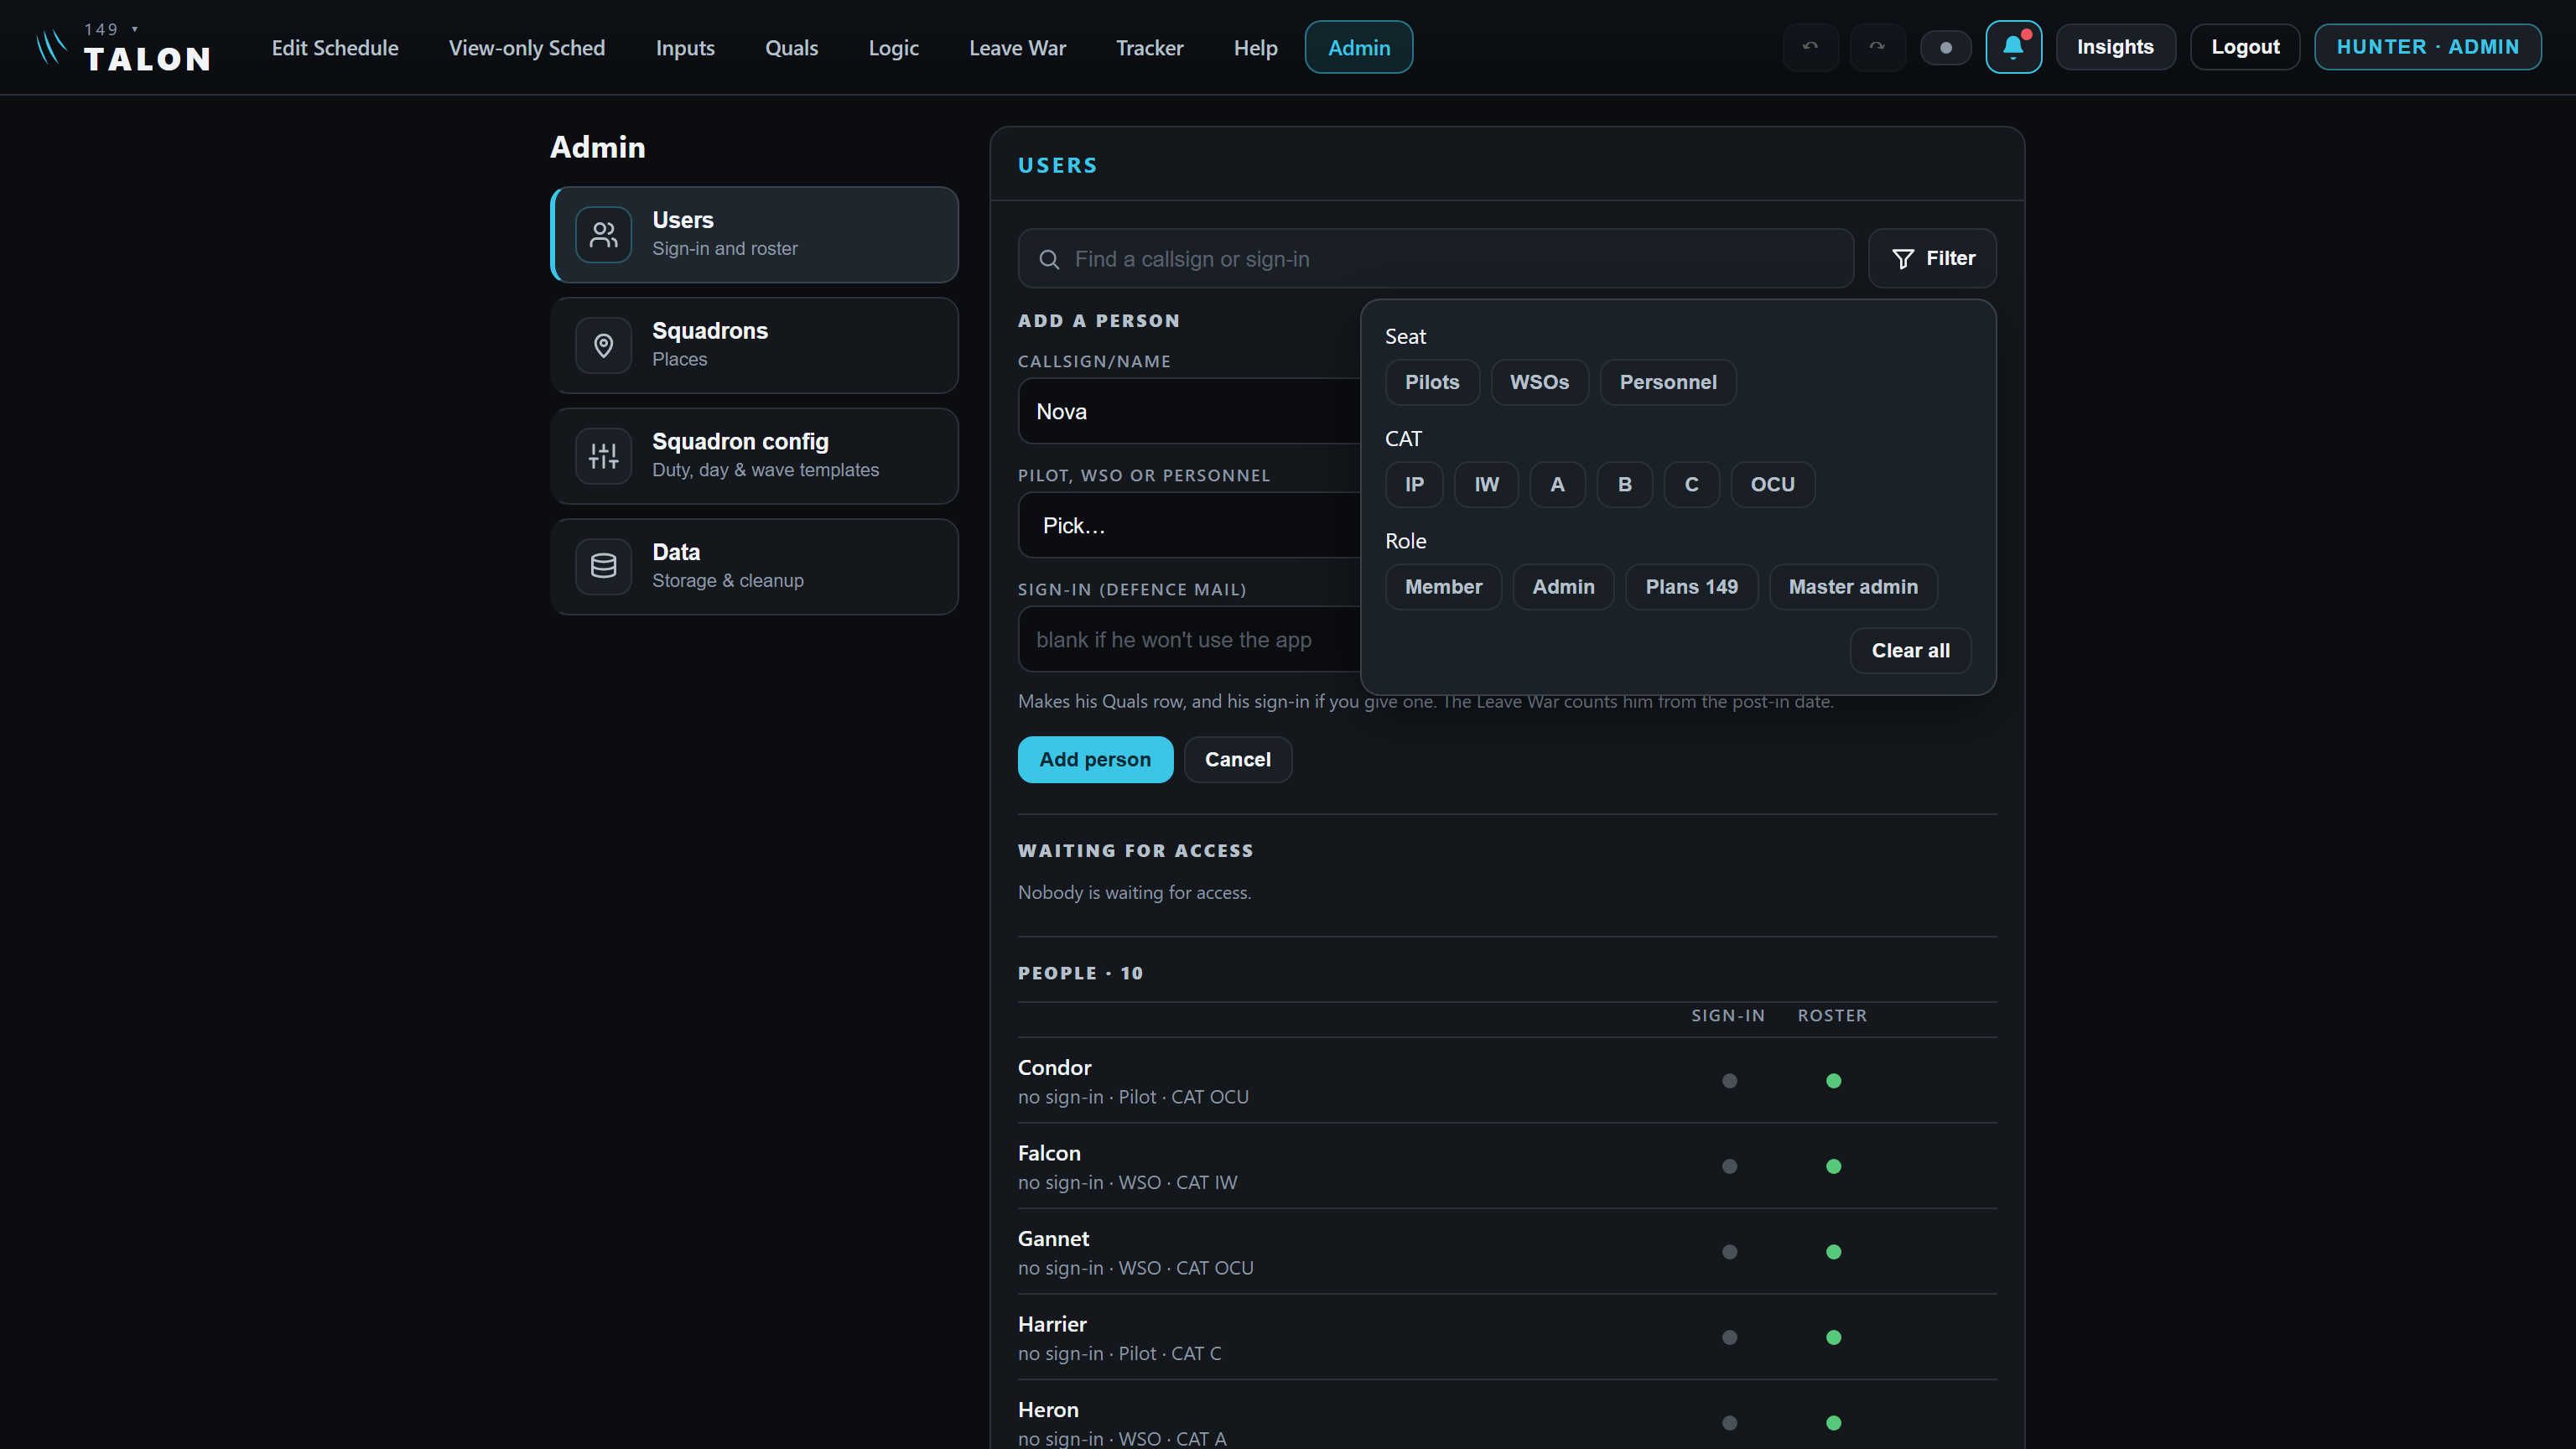 149 ▾
TALON
Edit Schedule
View-only Sched
Inputs
Quals
Logic
Leave War
Tracker
Help
Admin
Insights
Logout
HUNTER · ADMIN
Admin
Users
Sign-in and roster
Squadrons
Places
Squadron config
Duty, day & wave templates
Data
Storage & cleanup
USERS
Find a callsign or sign-in
Filter
ADD A PERSON
CALLSIGN/NAME
Nova
PILOT, WSO OR PERSONNEL
Pick...
SIGN-IN (DEFENCE MAIL)
blank if he won't use the app
Seat
Pilots
WSOs
Personnel
CAT
IP
IW
A
B
C
OCU
Role
Member
Admin
Plans 149
Master admin
Clear all
Makes his Quals row, and his sign-in if you give one. The Leave War counts him from the post-in date.
Add person
Cancel
WAITING FOR ACCESS
Nobody is waiting for access.
PEOPLE · 10
SIGN-IN
ROSTER
Condor
no sign-in · Pilot · CAT OCU
Falcon
no sign-in · WSO · CAT IW
Gannet
no sign-in · WSO · CAT OCU
Harrier
no sign-in · Pilot · CAT C
Heron
no sign-in · WSO · CAT A